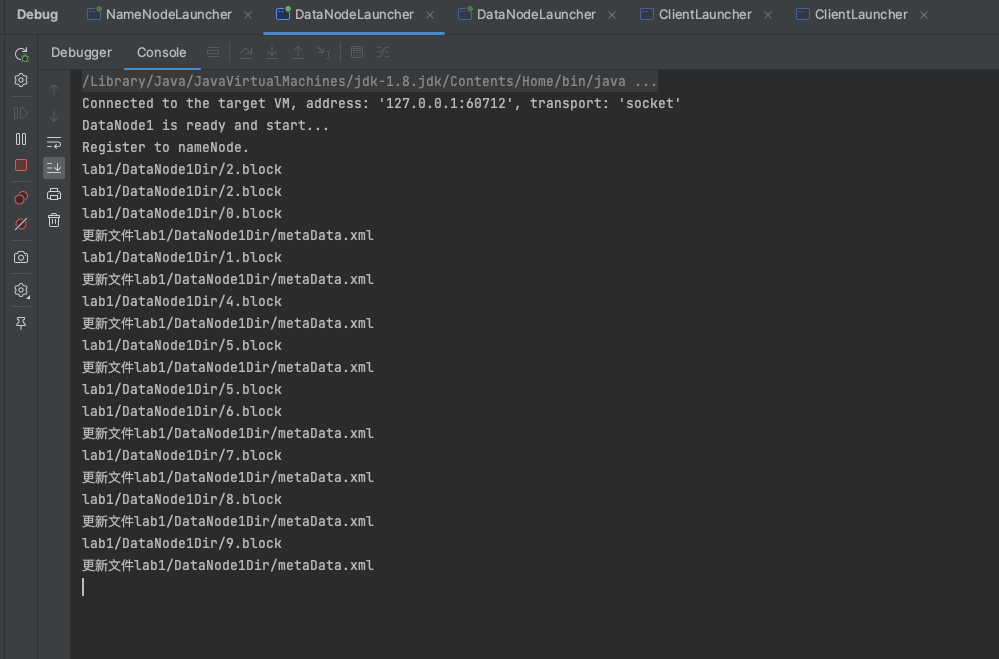 Debug NameNodeLauncher DataNodeLauncher DataNodeLauncher ClientLauncher ClientLauncher
Debugger Console
/Library/Java/JavaVirtualMachines/jdk-1.8.jdk/Contents/Home/bin/java ...
Connected to the target VM, address: '127.0.0.1:60712', transport: 'socket'
DataNode1 is ready and start...
Register to nameNode.
lab1/DataNode1Dir/2.block
lab1/DataNode1Dir/2.block
lab1/DataNode1Dir/0.block
更新文件lab1/DataNode1Dir/metaData.xml
lab1/DataNode1Dir/1.block
更新文件lab1/DataNode1Dir/metaData.xml
lab1/DataNode1Dir/4.block
更新文件lab1/DataNode1Dir/metaData.xml
lab1/DataNode1Dir/5.block
更新文件lab1/DataNode1Dir/metaData.xml
lab1/DataNode1Dir/5.block
lab1/DataNode1Dir/6.block
更新文件lab1/DataNode1Dir/metaData.xml
lab1/DataNode1Dir/7.block
更新文件lab1/DataNode1Dir/metaData.xml
lab1/DataNode1Dir/8.block
更新文件lab1/DataNode1Dir/metaData.xml
lab1/DataNode1Dir/9.block
更新文件lab1/DataNode1Dir/metaData.xml